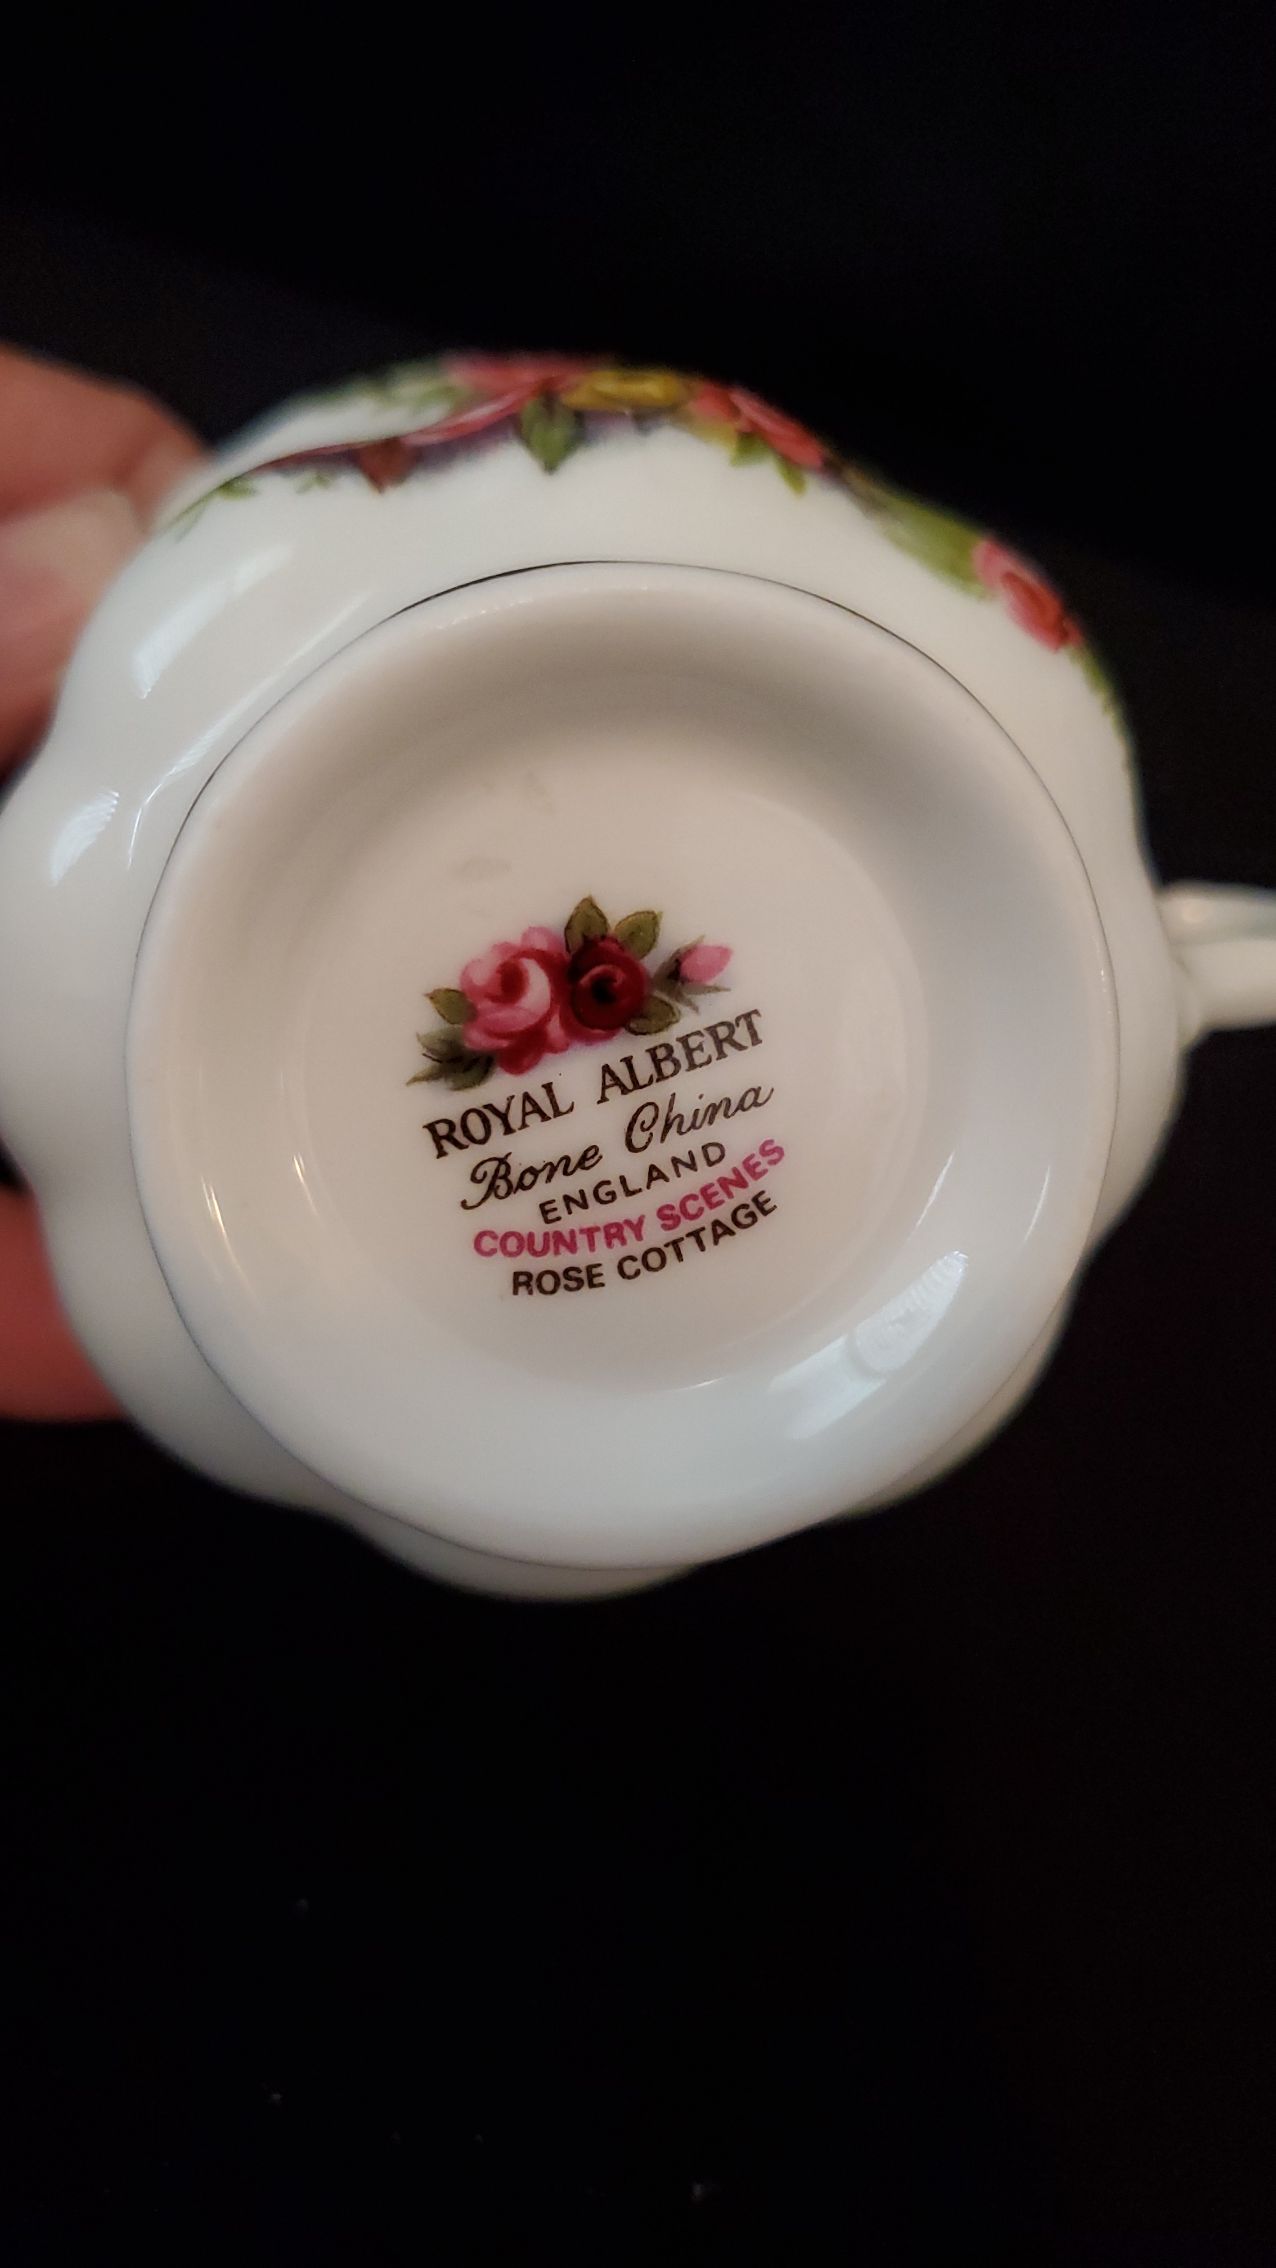 ROYAL ALBERT
Bone China
ENGLAND
COUNTRY SCENES
ROSE COTTAGE